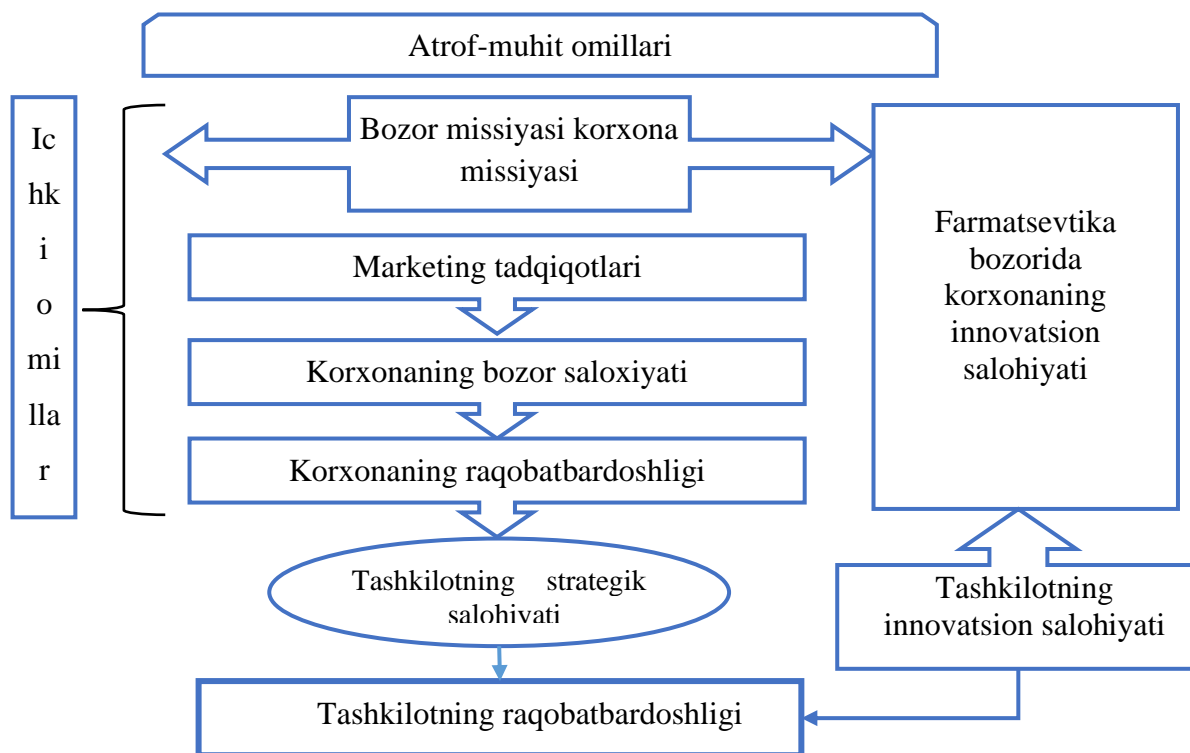 Atrof-muhit omillari
Ic
hk
i
o
mi
lla
r
Bozor missiyasi korxona
missiyasi
Marketing tadqiqotlari
Korxonaning bozor saloxiyati
Korxonaning raqobatbardoshligi
Tashkilotning strategik
salohiyati
Tashkilotning raqobatbardoshligi
Farmatsevtika
bozorida
korxonaning
innovatsion
salohiyati
Tashkilotning
innovatsion salohiyati